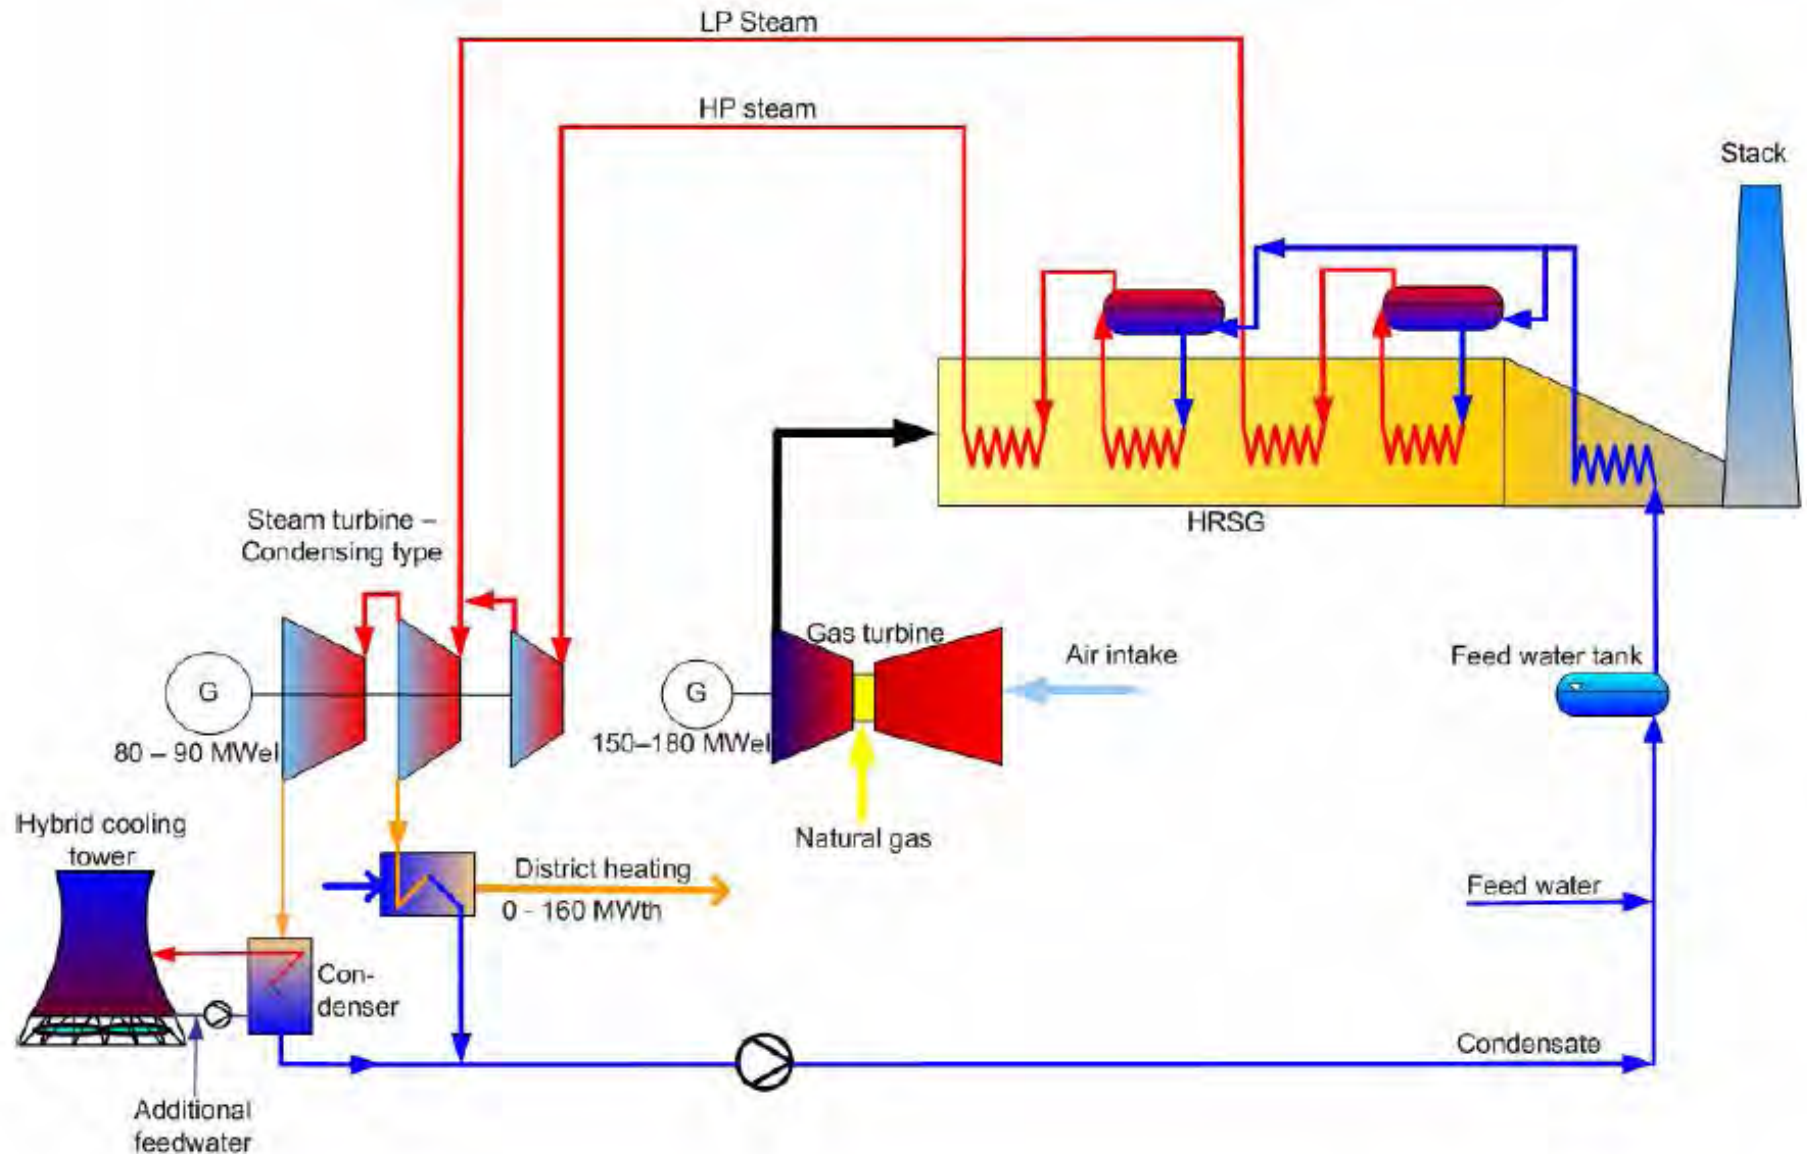 LP Steam
HP steam
Stack
HRSG
Steam turbine –
Condensing type
Gas turbine
Air intake
Feed water tank
G
G
80 – 90 MWel
150–180 MWel
Hybrid cooling
tower
Natural gas
District heating
0 - 160 MWth
Feed water
Con-
denser
Condensate
Additional
feedwater